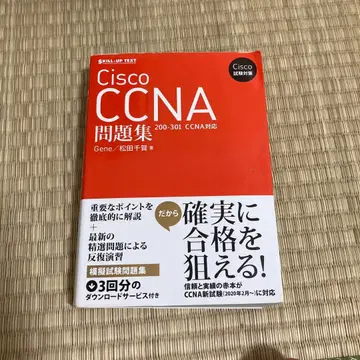 SKILL-UP TEXT
Cisco
試験対策
Cisco
CCNA
問題集 200-301 CCNA対応
Gene/松田千賀 著
重要なポイントを
徹底的に解説
+
最新の
精選問題による
反復演習
模擬試験問題集
3回分の
ダウンロードサービス付き
だから
確実に
合格を
狙える!
信頼と実績の赤本が
CCNA新試験(2020年2月~)に対応